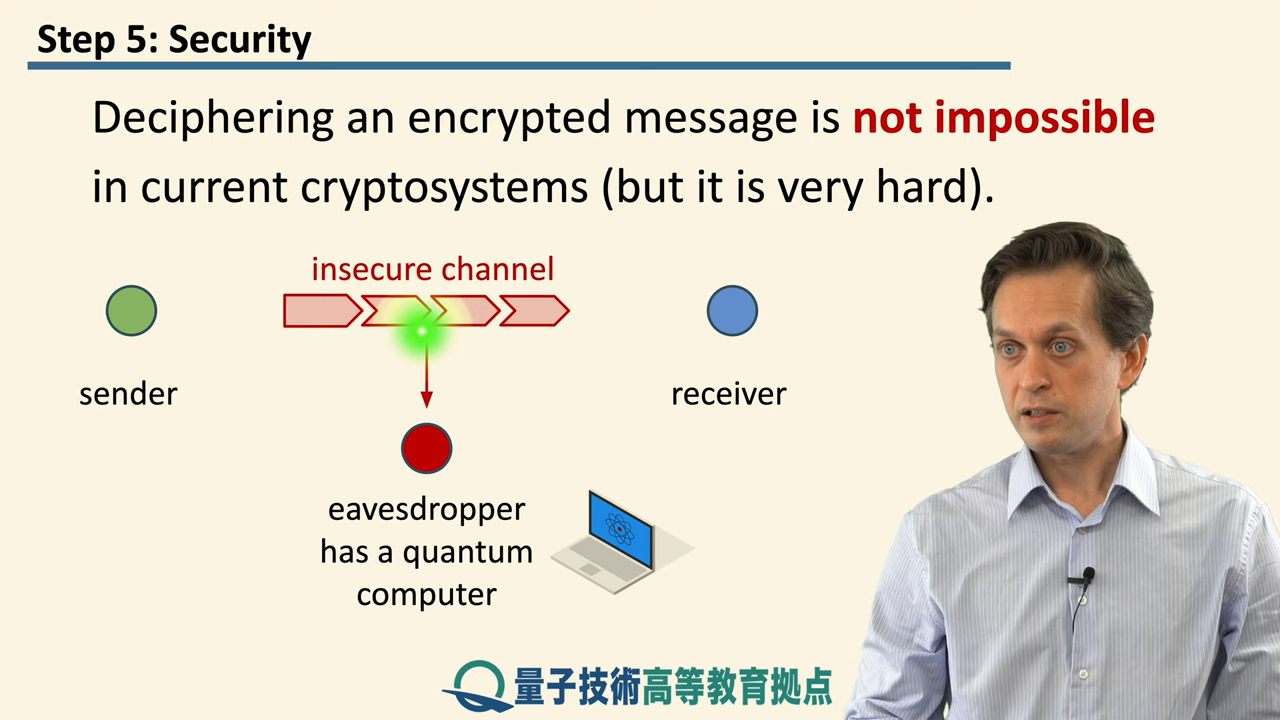 Step 5: Security
Deciphering an encrypted message is not impossible
in current cryptosystems (but it is very hard).
insecure channel
sender
receiver
eavesdropper
has a quantum
computer
量子技術高等教育拠点